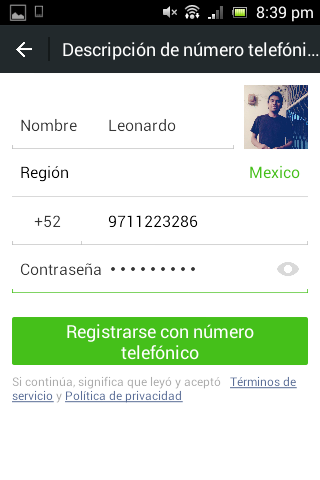 8:39 pm
Descripción de número telefóni...
Nombre Leonardo
Región Mexico
+52 9711223286
Contraseña •••••••••
Registrarse con número
telefónico
Si continúa, significa que leyó y aceptó Términos de
servicio y Política de privacidad